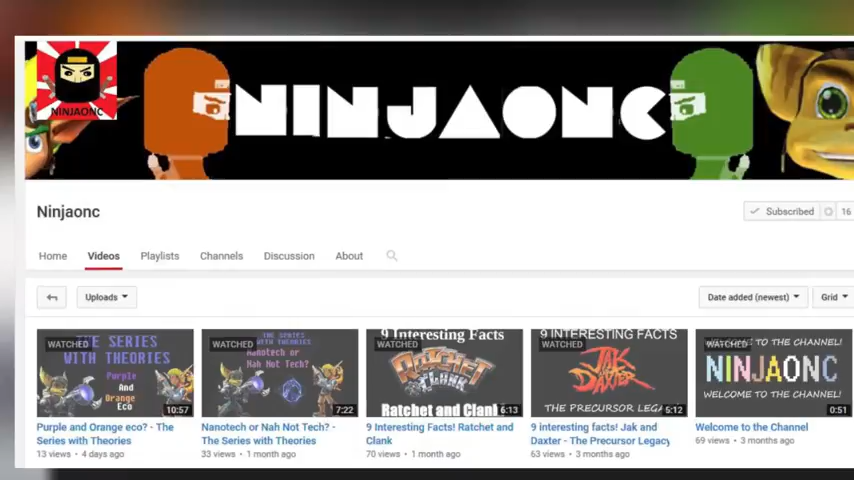 NINJAONC
NINJAONC
Ninjaonc
Subscribed 16
Home Videos Playlists Channels Discussion About
Uploads
Date added (newest) Grid
WATCHED
THE SERIES
WITH THEORIES
Purple
And
Orange
Eco
10:57
Purple and Orange eco? - The
Series with Theories
13 views • 4 days ago
WATCHED
THE SERIES
WITH THEORIES
Nanotech or
Nah Not Tech?
7:22
Nanotech or Nah Not Tech? -
The Series with Theories
33 views • 1 month ago
9 Interesting Facts
WATCHED
RATCHET
CLANK
Ratchet and Clank
6:13
9 Interesting Facts! Ratchet and
Clank
70 views • 1 month ago
9 INTERESTING FACTS
WATCHED
JAK
AND
DAXTER
THE PRECURSOR LEGA
5:12
9 interesting facts! Jak and
Daxter - The Precursor Legacy
63 views • 3 months ago
WELCOME TO THE CHANNEL!
WATCHED
NINJAONC
WELCOME TO THE CHANNEL!
0:51
Welcome to the Channel
69 views • 3 months ago